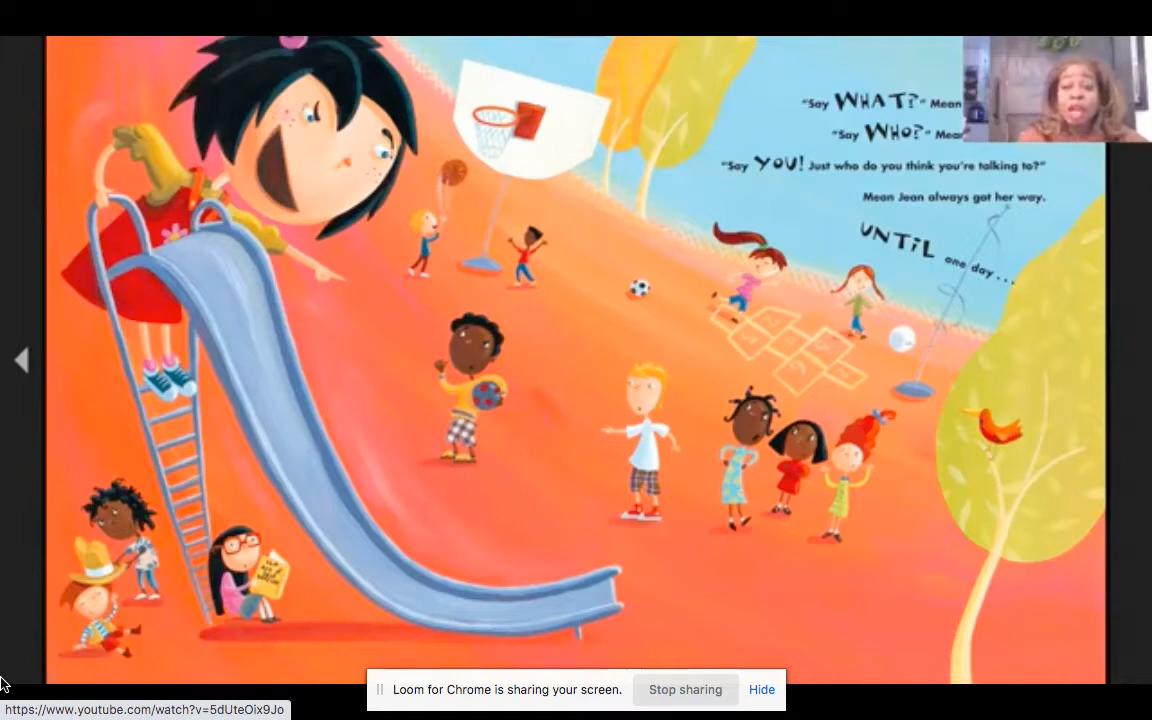 "Say WHAT?" Mean
"Say WHO?" Mean
"Say YOU! Just who do you think you're talking to?"
Mean Jean always got her way.
UNTIL one day...
Loom for Chrome is sharing your screen.
Stop sharing
Hide
https://www.youtube.com/watch?v=5dUteOix9Jo